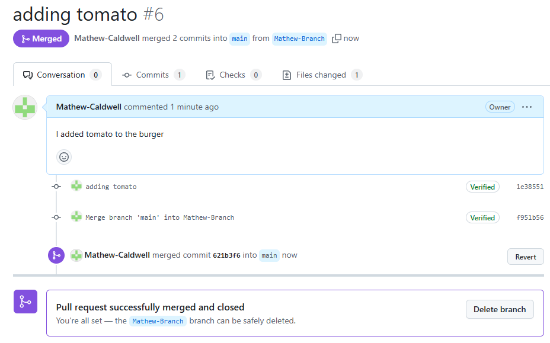 adding tomato #6
Merged Mathew-Caldwell merged 2 commits into main from Mathew-Branch now
Conversation 0 Commits 1 Checks 0 Files changed 1
Mathew-Caldwell commented 1 minute ago Owner ...
I added tomato to the burger
adding tomato Verified 1e38551
Merge branch 'main' into Mathew-Branch Verified f951b56
Mathew-Caldwell merged commit 621b3f6 into main now Revert
Pull request successfully merged and closed
You're all set — the Mathew-Branch branch can be safely deleted. Delete branch